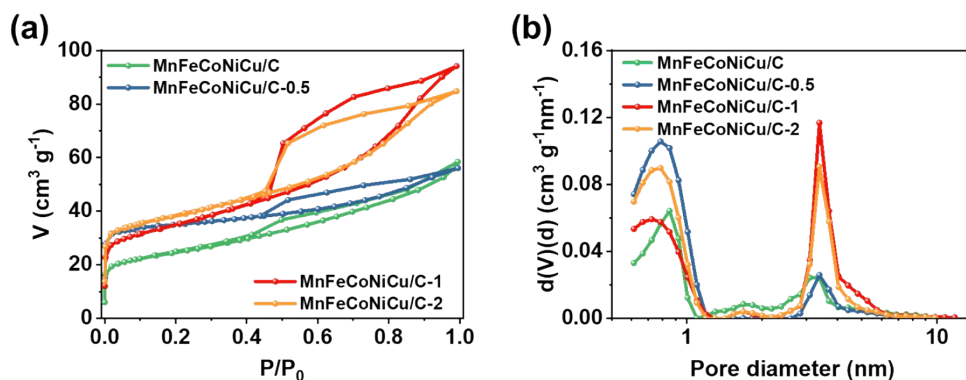 (a)
V (cm³ g⁻¹)
100
80
60
40
20
0
MnFeCoNiCu/C
MnFeCoNiCu/C-0.5
MnFeCoNiCu/C-1
MnFeCoNiCu/C-2
0.0 0.2 0.4 0.6 0.8 1.0
P/P₀
(b)
d(V)(d) (cm³ g⁻¹nm⁻¹)
0.16
0.12
0.08
0.04
0.00
MnFeCoNiCu/C
MnFeCoNiCu/C-0.5
MnFeCoNiCu/C-1
MnFeCoNiCu/C-2
1 10
Pore diameter (nm)